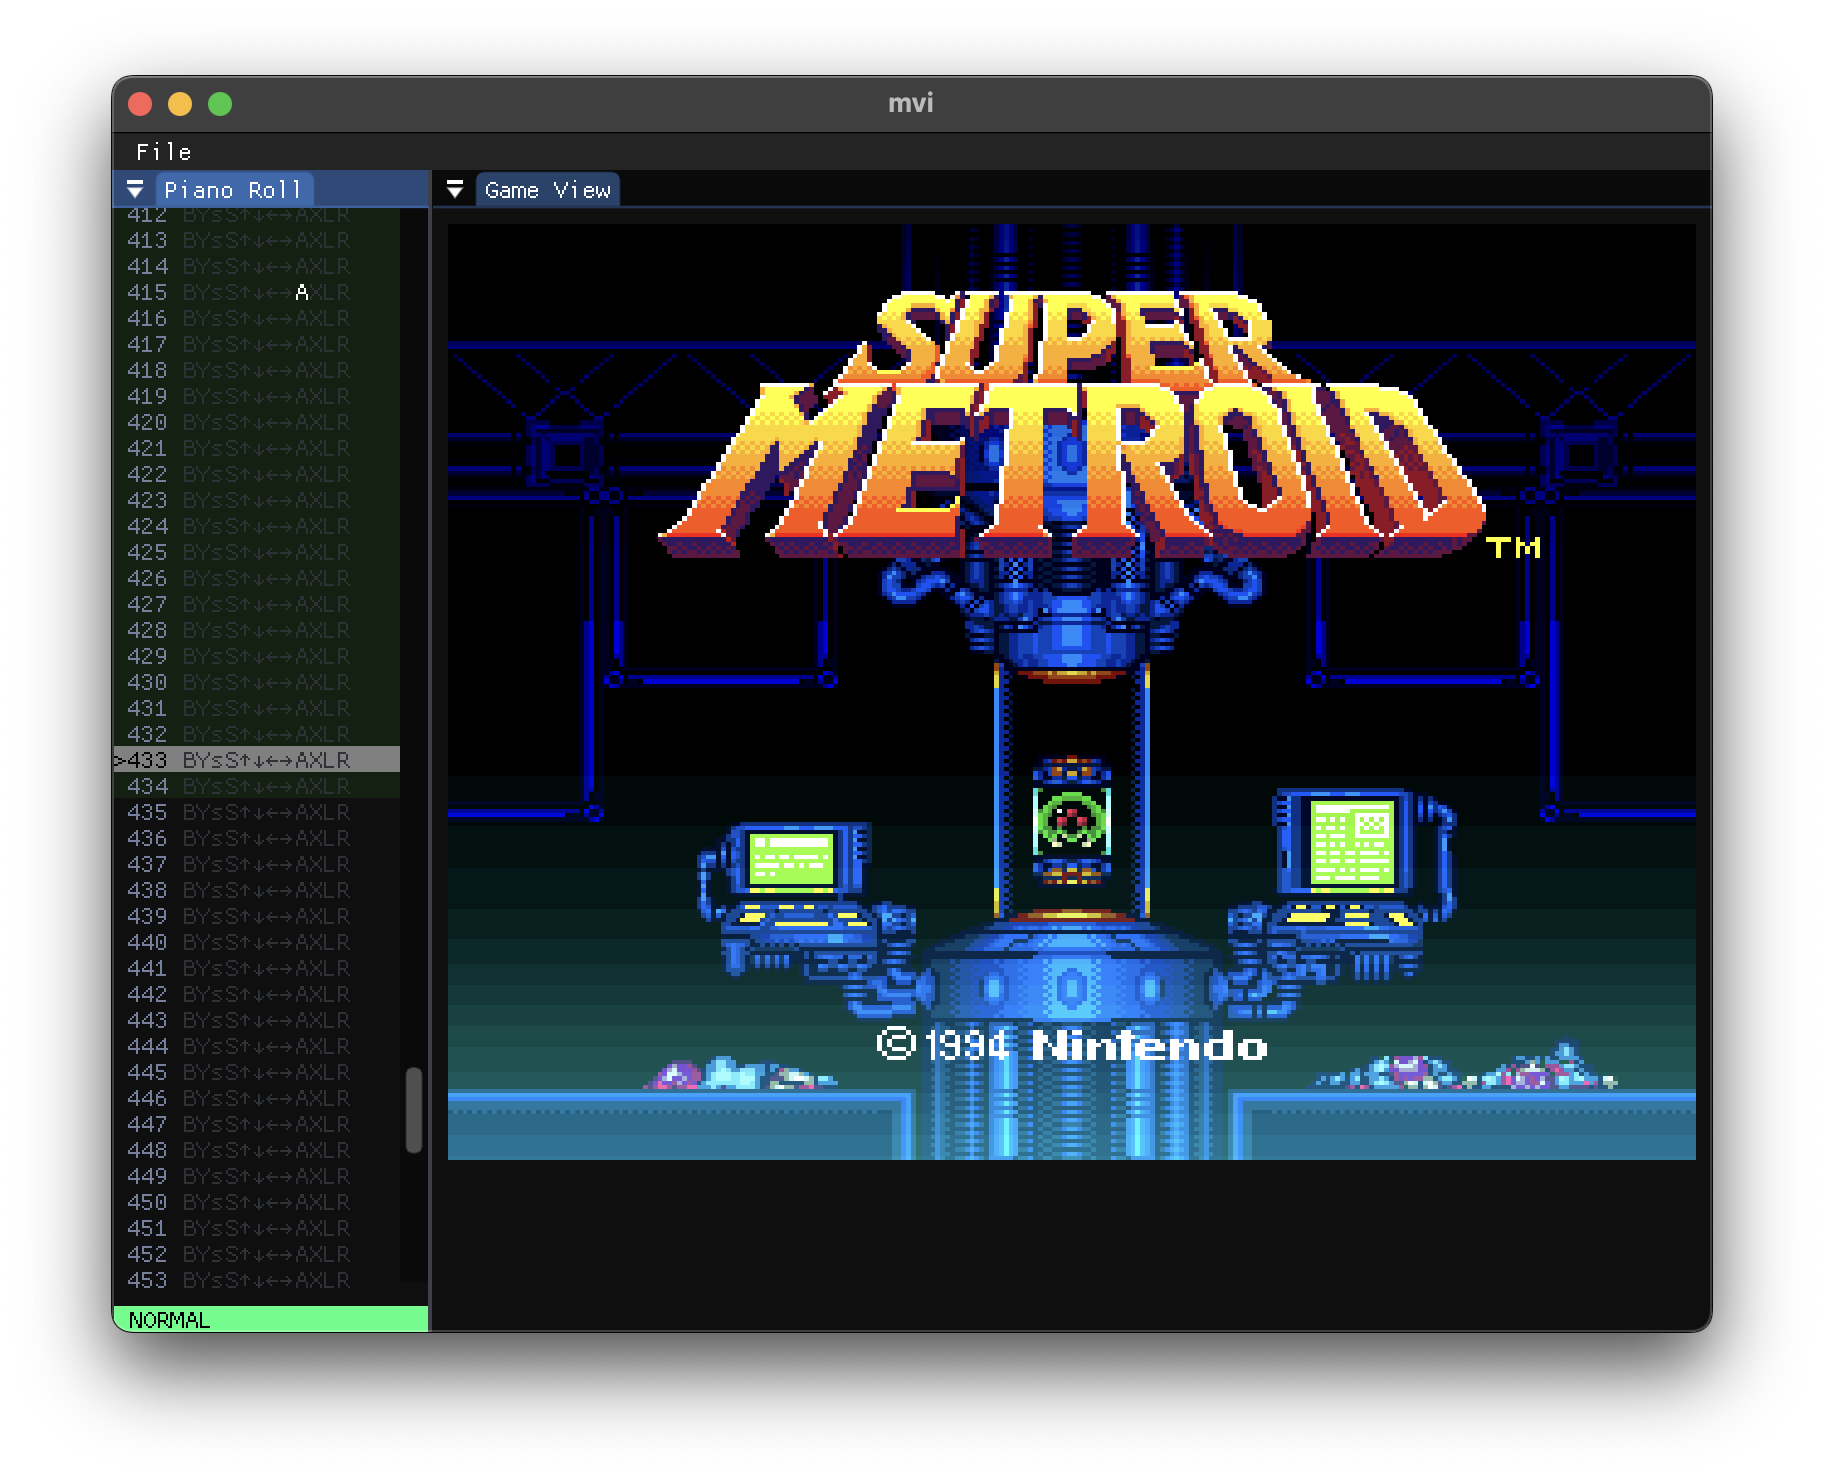 mvi
File
Piano Roll
Game View
412 BYsS↑↓←→AXLR
413 BYsS↑↓←→AXLR
414 BYsS↑↓←→AXLR
415 BYsS↑↓←→AXLR
416 BYsS↑↓←→AXLR
417 BYsS↑↓←→AXLR
418 BYsS↑↓←→AXLR
419 BYsS↑↓←→AXLR
420 BYsS↑↓←→AXLR
421 BYsS↑↓←→AXLR
422 BYsS↑↓←→AXLR
423 BYsS↑↓←→AXLR
424 BYsS↑↓←→AXLR
425 BYsS↑↓←→AXLR
426 BYsS↑↓←→AXLR
427 BYsS↑↓←→AXLR
428 BYsS↑↓←→AXLR
429 BYsS↑↓←→AXLR
430 BYsS↑↓←→AXLR
431 BYsS↑↓←→AXLR
432 BYsS↑↓←→AXLR
>433 BYsS↑↓←→AXLR
434 BYsS↑↓←→AXLR
435 BYsS↑↓←→AXLR
436 BYsS↑↓←→AXLR
437 BYsS↑↓←→AXLR
438 BYsS↑↓←→AXLR
439 BYsS↑↓←→AXLR
440 BYsS↑↓←→AXLR
441 BYsS↑↓←→AXLR
442 BYsS↑↓←→AXLR
443 BYsS↑↓←→AXLR
444 BYsS↑↓←→AXLR
445 BYsS↑↓←→AXLR
446 BYsS↑↓←→AXLR
447 BYsS↑↓←→AXLR
448 BYsS↑↓←→AXLR
449 BYsS↑↓←→AXLR
450 BYsS↑↓←→AXLR
451 BYsS↑↓←→AXLR
452 BYsS↑↓←→AXLR
453 BYsS↑↓←→AXLR
NORMAL
SUPER
METROID TM
©1994 Nintendo